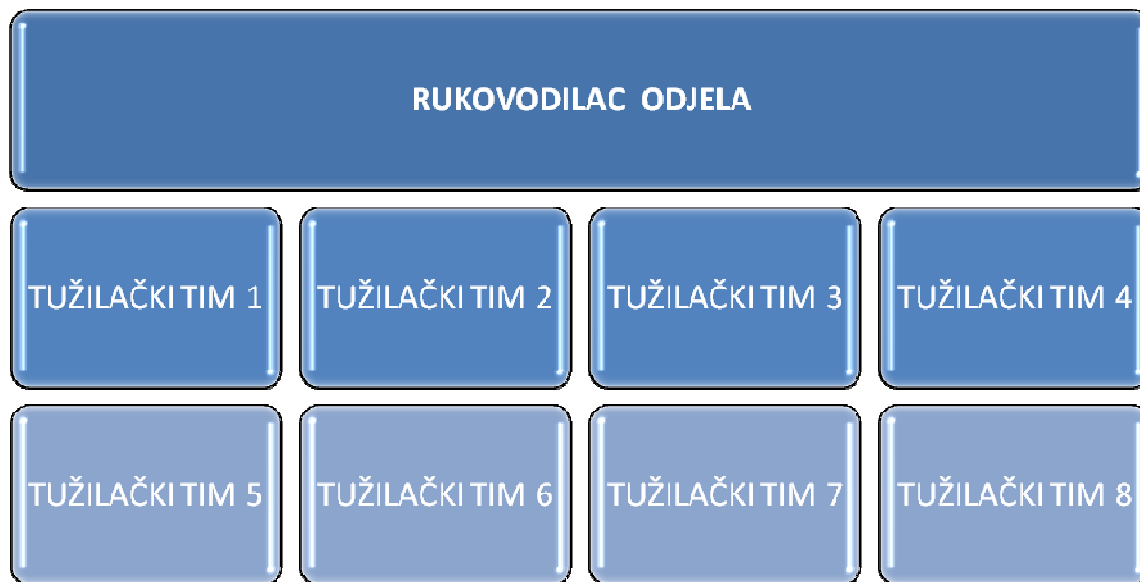 RUKOVODILAC ODJELA
TUŽILAČKI TIM 1
TUŽILAČKI TIM 2
TUŽILAČKI TIM 3
TUŽILAČKI TIM 4
TUŽILAČKI TIM 5
TUŽILAČKI TIM 6
TUŽILAČKI TIM 7
TUŽILAČKI TIM 8